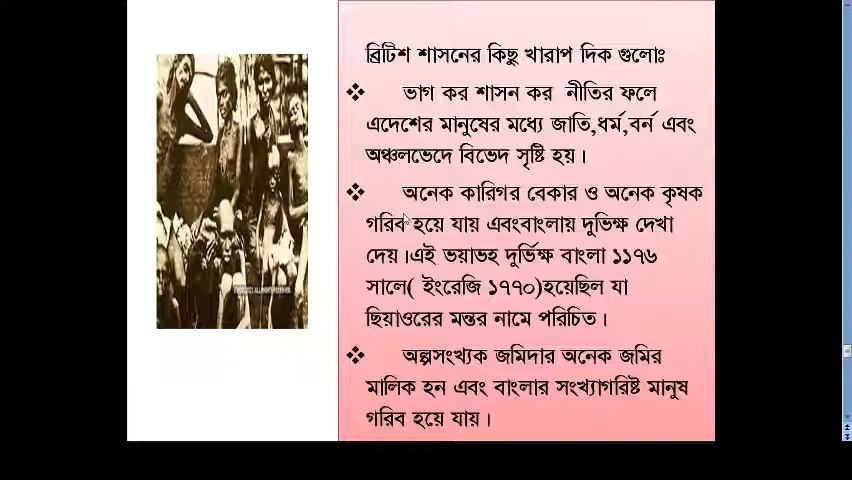 ব্রিটিশ শাসনের কিছু খারাপ দিক গুলোঃ
❖ ভাগ কর শাসন কর নীতির ফলে
এদেশের মানুষের মধ্যে জাতি,ধর্ম,বর্ন এবং
অঞ্চলভেদে বিভেদ সৃষ্টি হয়।
❖ অনেক কারিগর বেকার ও অনেক কৃষক
গরিব হয়ে যায় এবংবাংলায় দুভিক্ষ দেখা
দেয়।এই ভয়াভহ দুর্ভিক্ষ বাংলা ১১৭৬
সালে( ইংরেজি ১৭৭০)হয়েছিল যা
ছিয়াওরের মন্তর নামে পরিচিত।
❖ অল্পসংখ্যক জমিদার অনেক জমির
মালিক হন এবং বাংলার সংখ্যাগরিষ্ট মানুষ
গরিব হয়ে যায়।